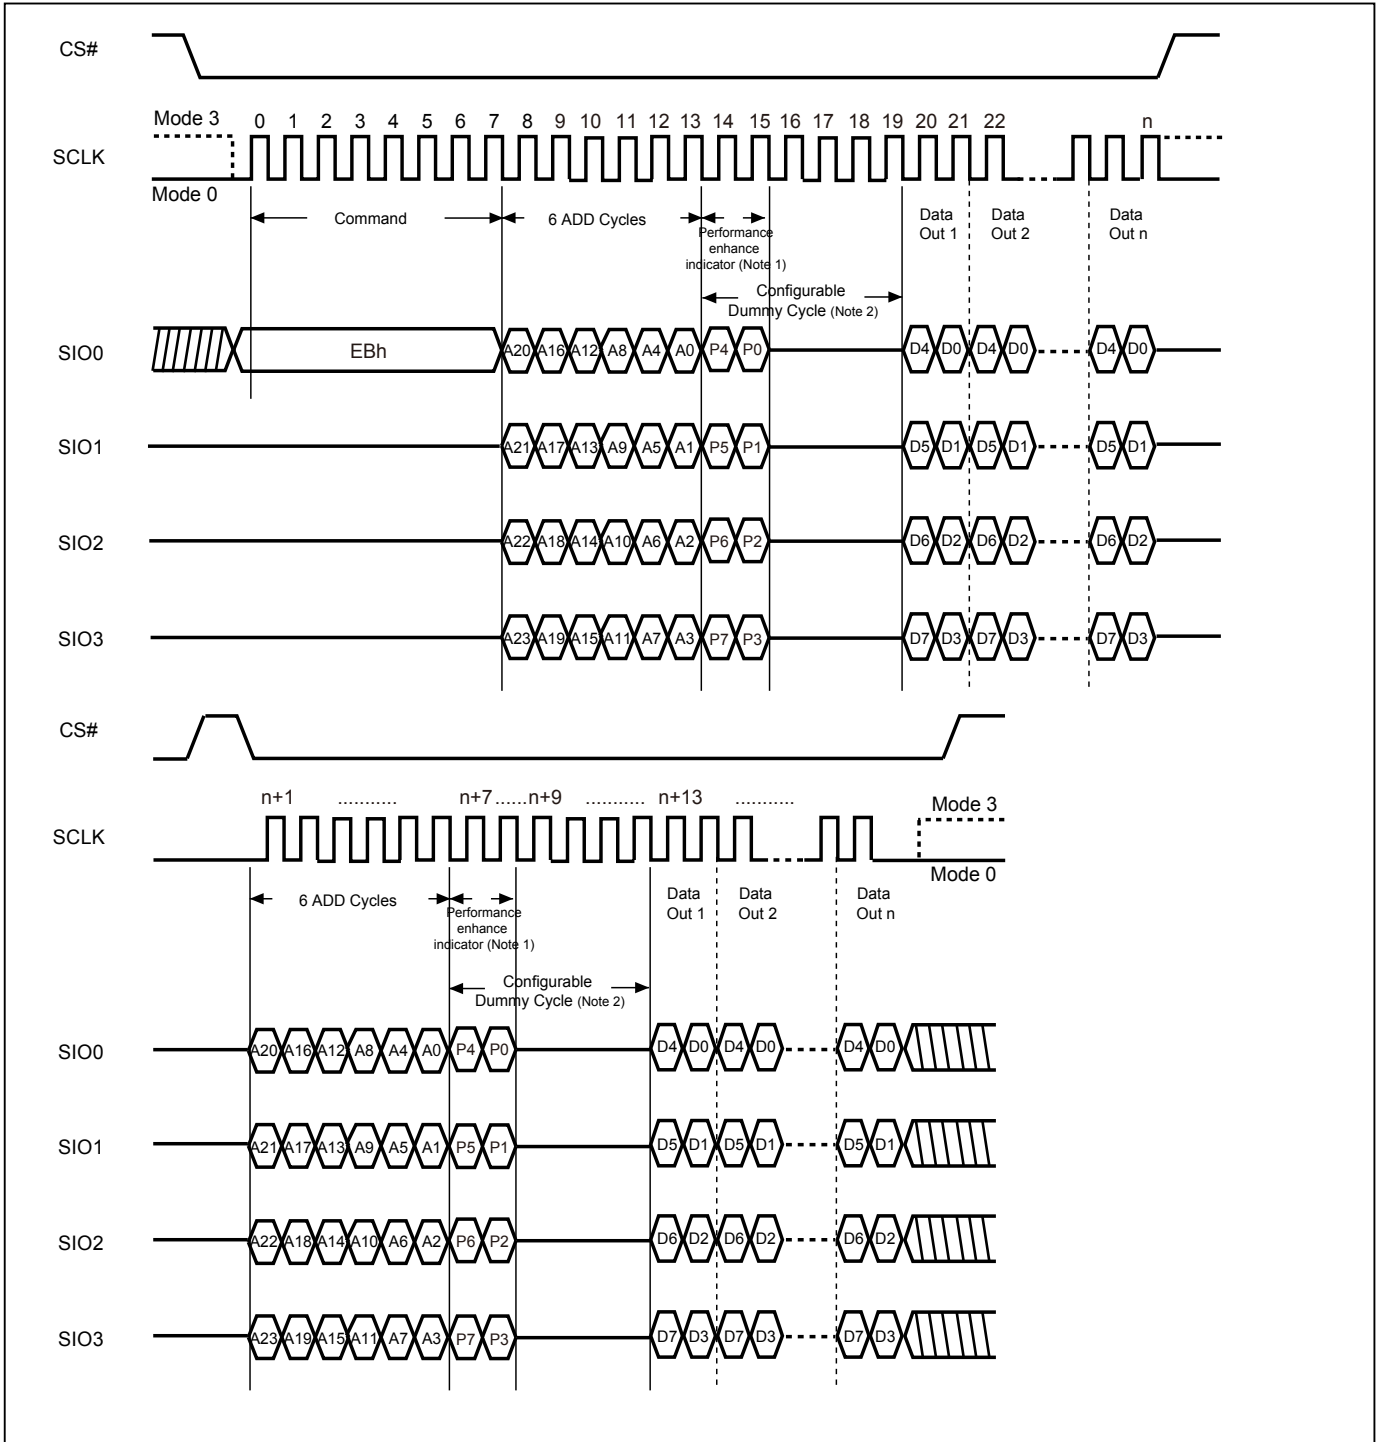 CS#
Mode 3
0 1 2 3 4 5 6 7 8 9 10 11 12 13 14 15 16 17 18 19 20 21 22 n
SCLK
Mode 0
Command 6 ADD Cycles Performance enhance indicator (Note 1) Data Out 1 Data Out 2 Data Out n
Configurable
Dummy Cycle (Note 2)
SIO0 EBh A20 A16 A12 A8 A4 A0 P4 P0 D4 D0 D4 D0 D4 D0
SIO1 A21 A17 A13 A9 A5 A1 P5 P1 D5 D1 D5 D1 D5 D1
SIO2 A22 A18 A14 A10 A6 A2 P6 P2 D6 D2 D6 D2 D6 D2
SIO3 A23 A19 A15 A11 A7 A3 P7 P3 D7 D3 D7 D3 D7 D3
CS#
n+1 ........... n+7 ...... n+9 ........... n+13 ........... Mode 3
SCLK
Mode 0
6 ADD Cycles Performance enhance indicator (Note 1) Data Out 1 Data Out 2 Data Out n
Configurable
Dummy Cycle (Note 2)
SIO0 A20 A16 A12 A8 A4 A0 P4 P0 D4 D0 D4 D0 D4 D0
SIO1 A21 A17 A13 A9 A5 A1 P5 P1 D5 D1 D5 D1 D5 D1
SIO2 A22 A18 A14 A10 A6 A2 P6 P2 D6 D2 D6 D2 D6 D2
SIO3 A23 A19 A15 A11 A7 A3 P7 P3 D7 D3 D7 D3 D7 D3